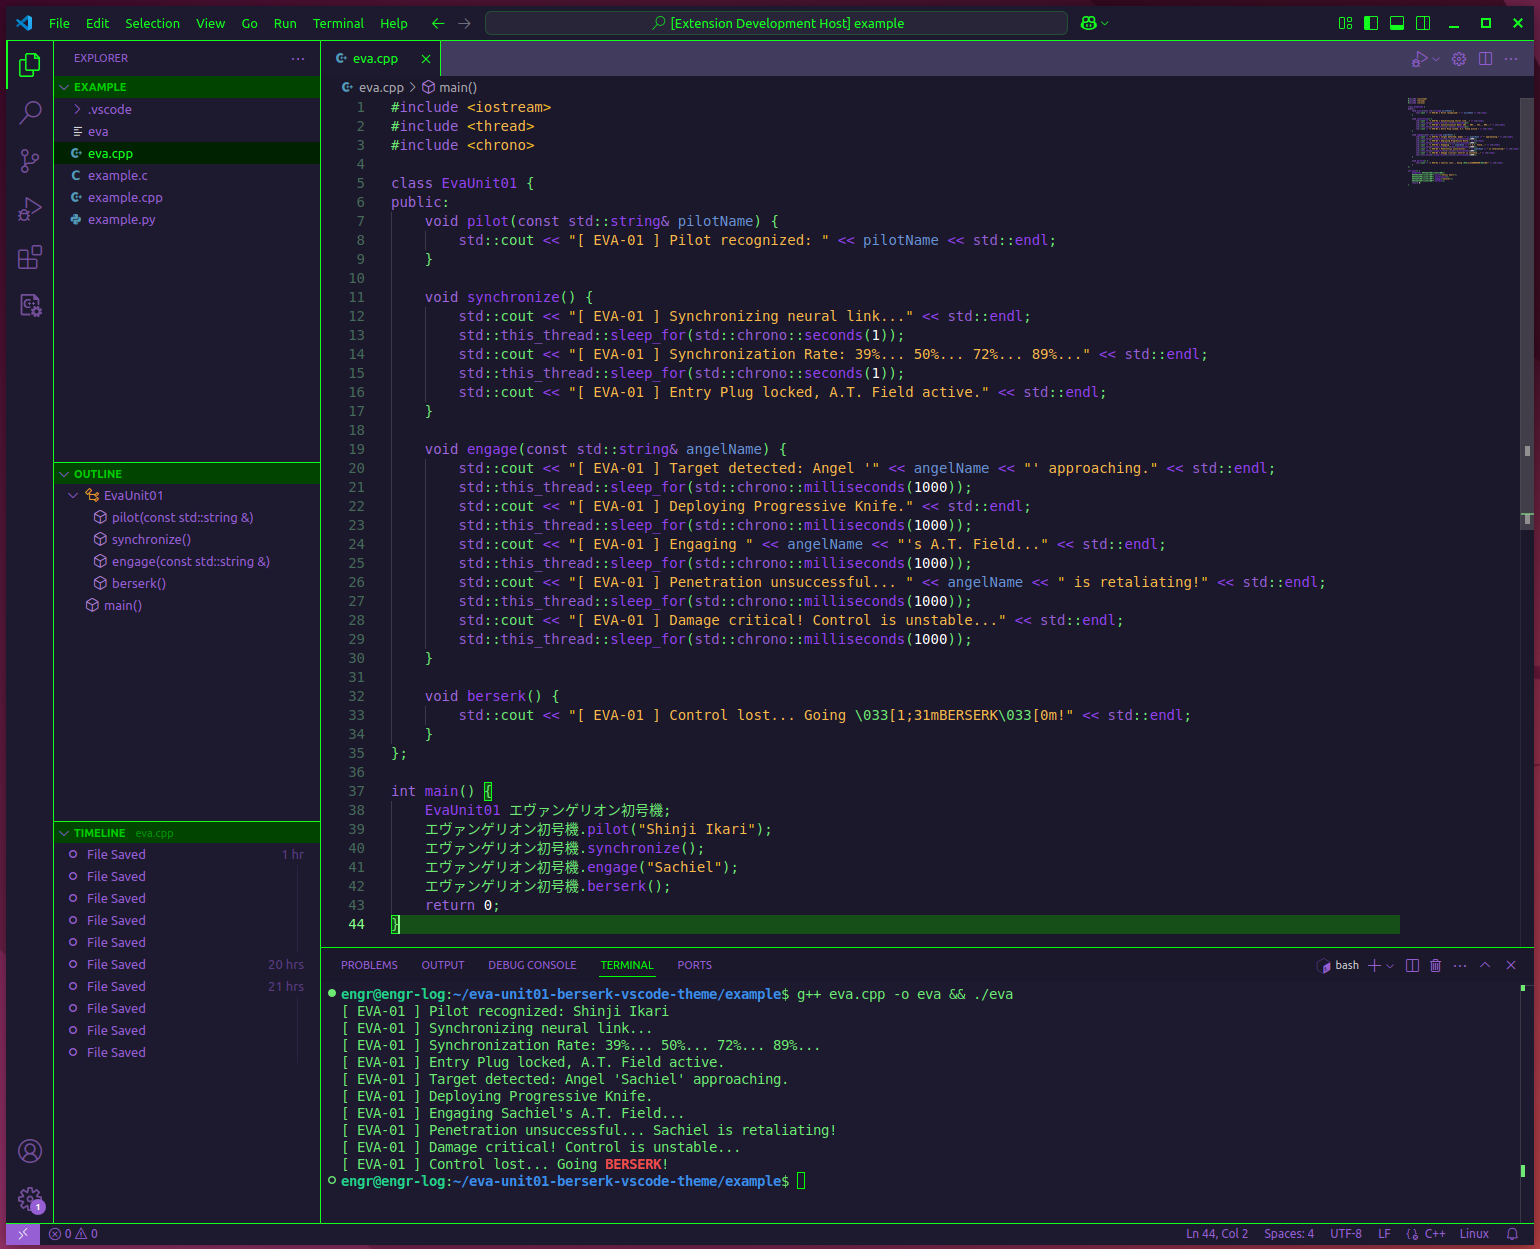 File Edit Selection View Go Run Terminal Help [Extension Development Host] example
EXPLORER
EXAMPLE
.vscode
eva
eva.cpp
example.c
example.cpp
example.py
OUTLINE
EvaUnit01
pilot(const std::string &)
synchronize()
engage(const std::string &)
berserk()
main()
TIMELINE eva.cpp
File Saved 1 hr
File Saved
File Saved
File Saved
File Saved
File Saved 20 hrs
File Saved 21 hrs
File Saved
File Saved
File Saved
eva.cpp
eva.cpp > main()
1 #include <iostream>
2 #include <thread>
3 #include <chrono>
4
5 class EvaUnit01 {
6 public:
7     void pilot(const std::string& pilotName) {
8         std::cout << "[ EVA-01 ] Pilot recognized: " << pilotName << std::endl;
9     }
10
11     void synchronize() {
12         std::cout << "[ EVA-01 ] Synchronizing neural link..." << std::endl;
13         std::this_thread::sleep_for(std::chrono::seconds(1));
14         std::cout << "[ EVA-01 ] Synchronization Rate: 39%... 50%... 72%... 89%..." << std::endl;
15         std::this_thread::sleep_for(std::chrono::seconds(1));
16         std::cout << "[ EVA-01 ] Entry Plug locked, A.T. Field active." << std::endl;
17     }
18
19     void engage(const std::string& angelName) {
20         std::cout << "[ EVA-01 ] Target detected: Angel '" << angelName << "' approaching." << std::endl;
21         std::this_thread::sleep_for(std::chrono::milliseconds(1000));
22         std::cout << "[ EVA-01 ] Deploying Progressive Knife." << std::endl;
23         std::this_thread::sleep_for(std::chrono::milliseconds(1000));
24         std::cout << "[ EVA-01 ] Engaging " << angelName << "'s A.T. Field..." << std::endl;
25         std::this_thread::sleep_for(std::chrono::milliseconds(1000));
26         std::cout << "[ EVA-01 ] Penetration unsuccessful... " << angelName << " is retaliating!" << std::endl;
27         std::this_thread::sleep_for(std::chrono::milliseconds(1000));
28         std::cout << "[ EVA-01 ] Damage critical! Control is unstable..." << std::endl;
29         std::this_thread::sleep_for(std::chrono::milliseconds(1000));
30     }
31
32     void berserk() {
33         std::cout << "[ EVA-01 ] Control lost... Going \033[1;31mBERSERK\033[0m!" << std::endl;
34     }
35 };
36
37 int main() {
38     EvaUnit01 エヴァンゲリオン初号機;
39     エヴァンゲリオン初号機.pilot("Shinji Ikari");
40     エヴァンゲリオン初号機.synchronize();
41     エヴァンゲリオン初号機.engage("Sachiel");
42     エヴァンゲリオン初号機.berserk();
43     return 0;
44 }
PROBLEMS OUTPUT DEBUG CONSOLE TERMINAL PORTS bash
engr@engr-log:~/eva-unit01-berserk-vscode-theme/example$ g++ eva.cpp -o eva && ./eva
[ EVA-01 ] Pilot recognized: Shinji Ikari
[ EVA-01 ] Synchronizing neural link...
[ EVA-01 ] Synchronization Rate: 39%... 50%... 72%... 89%...
[ EVA-01 ] Entry Plug locked, A.T. Field active.
[ EVA-01 ] Target detected: Angel 'Sachiel' approaching.
[ EVA-01 ] Deploying Progressive Knife.
[ EVA-01 ] Engaging Sachiel's A.T. Field...
[ EVA-01 ] Penetration unsuccessful... Sachiel is retaliating!
[ EVA-01 ] Damage critical! Control is unstable...
[ EVA-01 ] Control lost... Going BERSERK!
engr@engr-log:~/eva-unit01-berserk-vscode-theme/example$
1
0 0 Ln 44, Col 2 Spaces: 4 UTF-8 LF C++ Linux